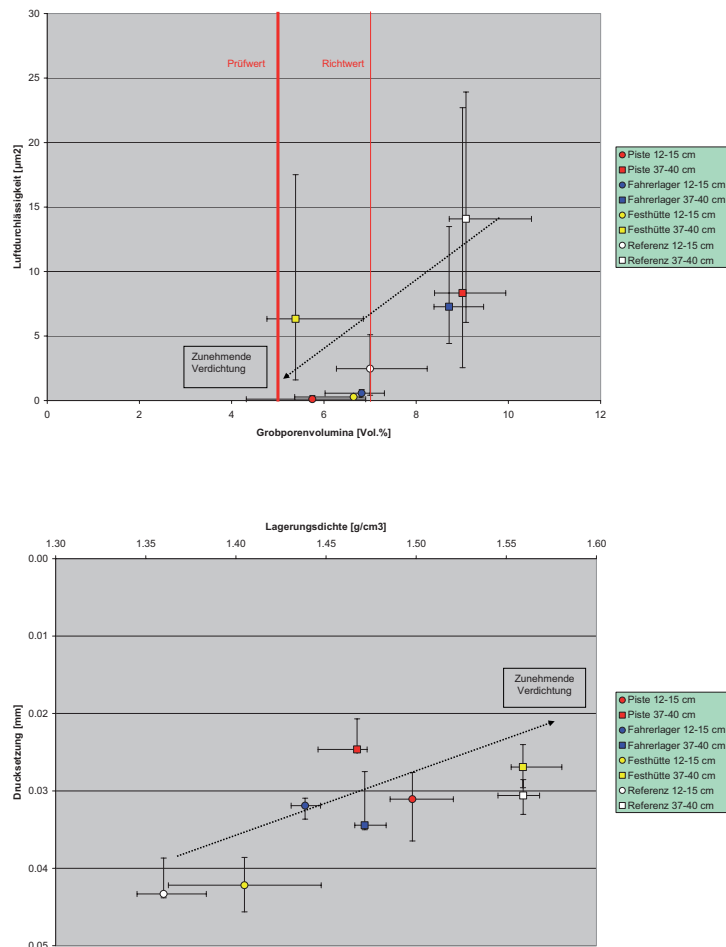 30
25
20
15
10
5
0
Luftdurchlässigkeit [µm2]
Prüfwert
Richtwert
Zunehmende
Verdichtung
0 2 4 6 8 10 12
Grobporenvolumina [Vol.%]
Piste 12-15 cm
Piste 37-40 cm
Fahrerlager 12-15 cm
Fahrerlager 37-40 cm
Festhütte 12-15 cm
Festhütte 37-40 cm
Referenz 12-15 cm
Referenz 37-40 cm
Lagerungsdichte [g/cm3]
1.30 1.35 1.40 1.45 1.50 1.55 1.60
0.00
0.01
0.02
0.03
0.04
0.05
Drucksetzung [mm]
Zunehmende
Verdichtung
Piste 12-15 cm
Piste 37-40 cm
Fahrerlager 12-15 cm
Fahrerlager 37-40 cm
Festhütte 12-15 cm
Festhütte 37-40 cm
Referenz 12-15 cm
Referenz 37-40 cm